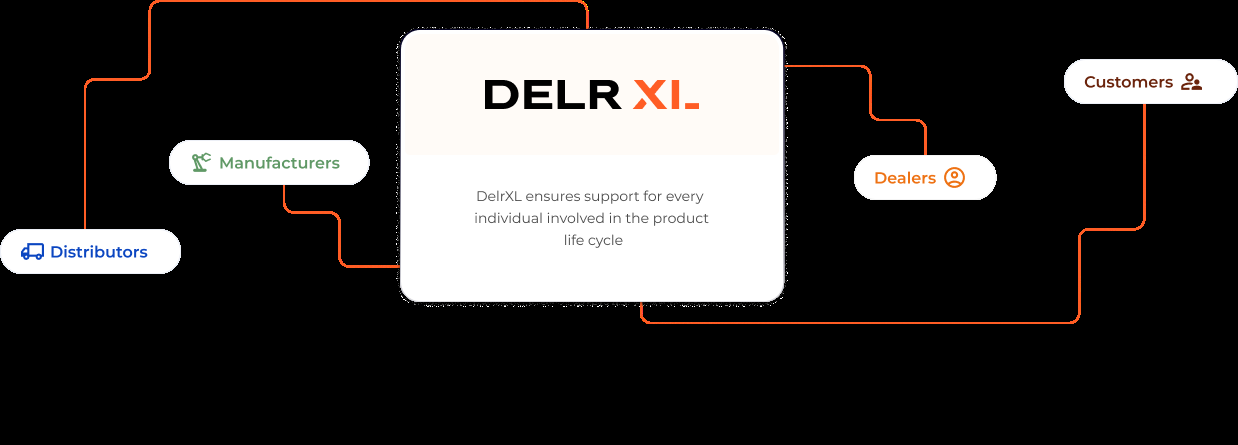 DELR XL
Customers
Manufacturers
Dealers
DelrXL ensures support for every
individual involved in the product
life cycle
Distributors